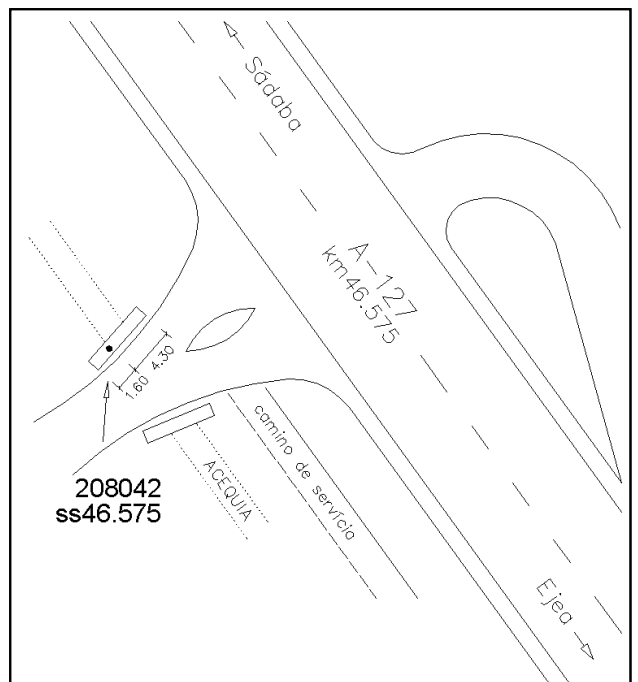 Sádaba
A-127
km46.575
1.60 4.30
camino de servicio
ACEQUIA
208042
ss46.575
Ejea